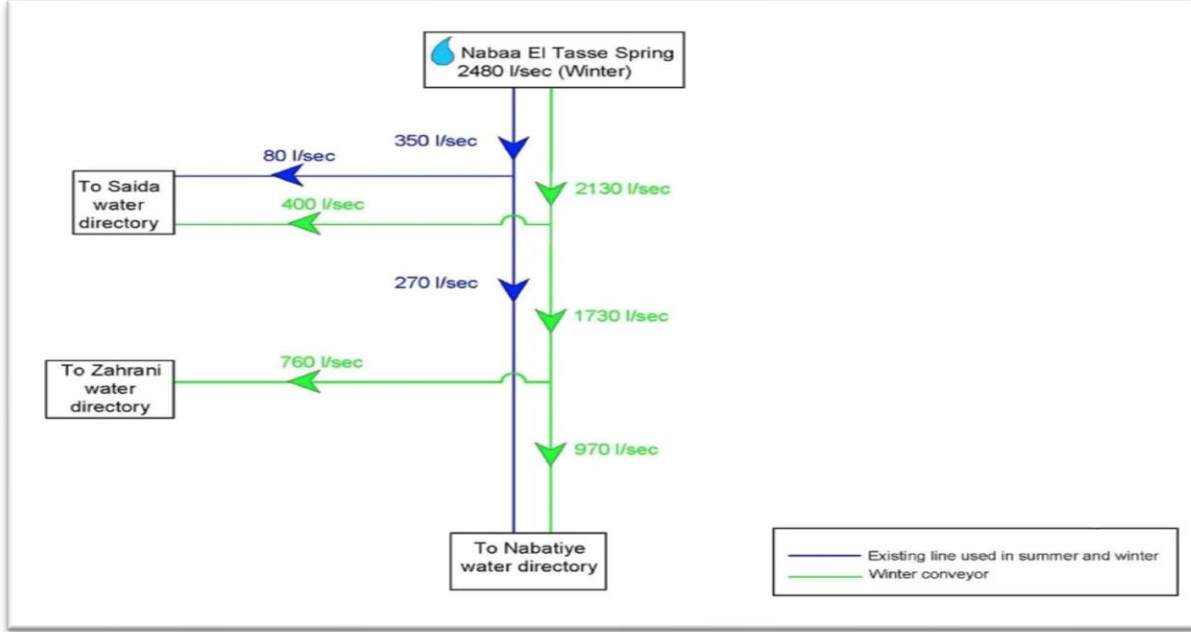 Nabaa El Tasse Spring
2480 l/sec (Winter)
350 l/sec
80 l/sec
2130 l/sec
To Saida
water
directory
400 l/sec
270 l/sec
1730 l/sec
760 l/sec
To Zahrani
water
directory
970 l/sec
To Nabatiye
water directory
Existing line used in summer and winter
Winter conveyor